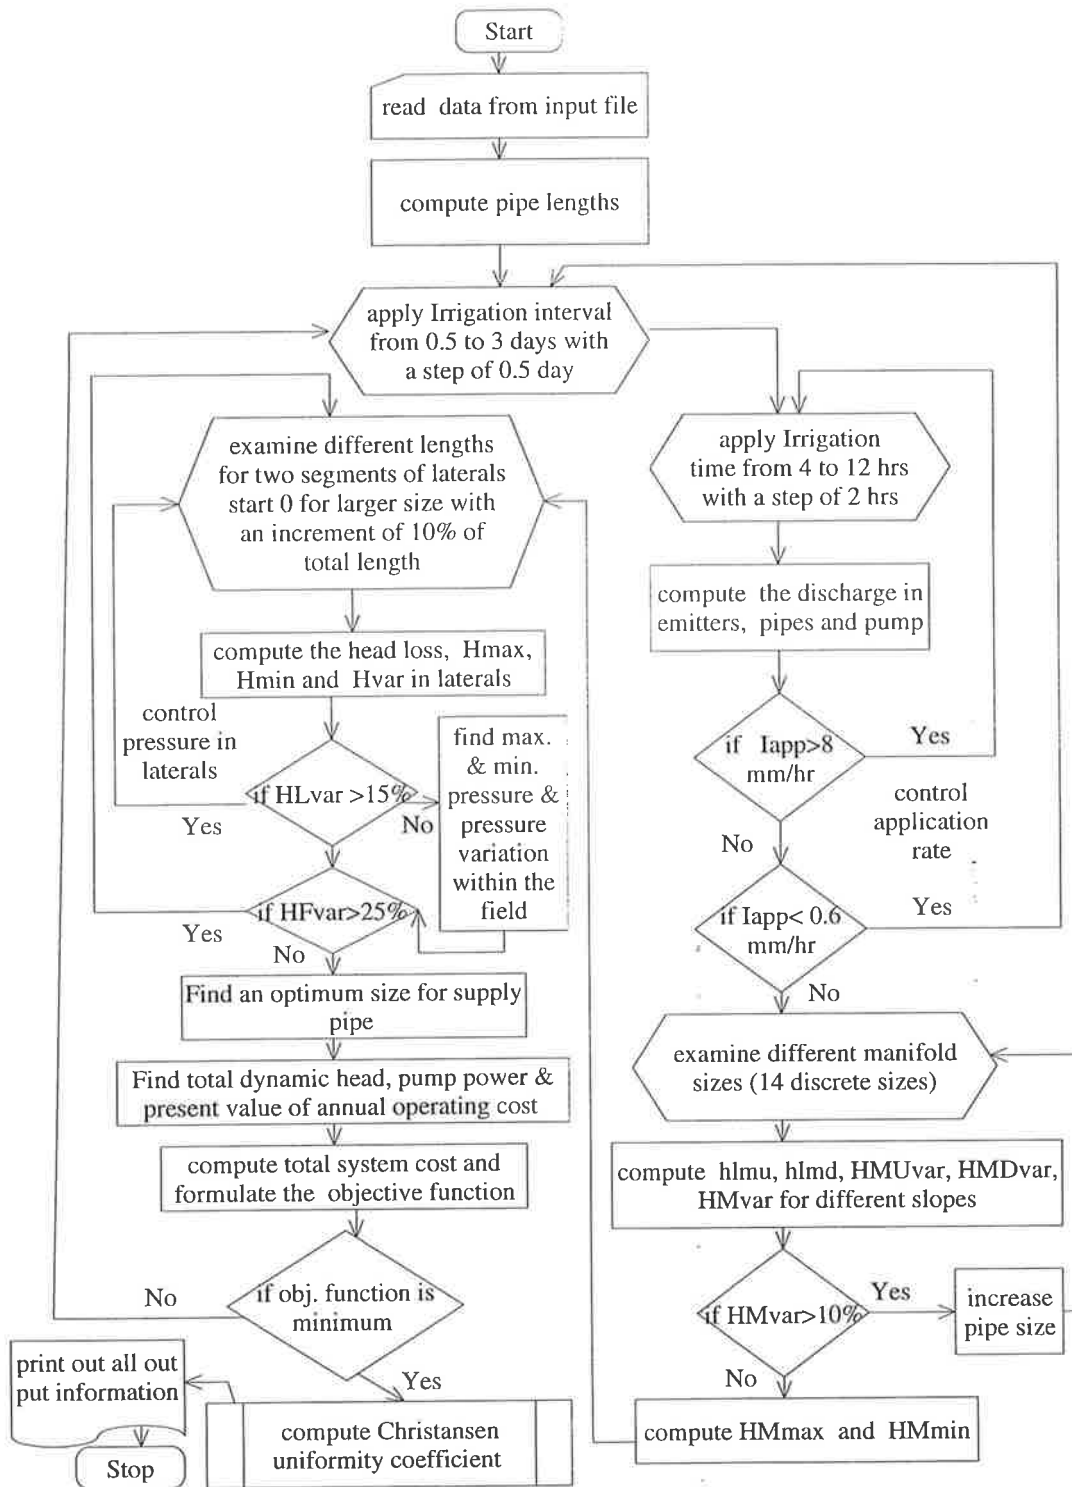 Start
read data from input file
compute pipe lengths
apply Irrigation interval
from 0.5 to 3 days with
a step of 0.5 day
examine different lengths
for two segments of laterals
start 0 for larger size with
an increment of 10% of
total length
compute the head loss, Hmax,
Hmin and Hvar in laterals
control
pressure in
laterals
if HLvar >15%
Yes
No
find max.
& min.
pressure &
pressure
variation
within the
field
if HFvar>25%
Yes
No
Find an optimum size for supply
pipe
Find total dynamic head, pump power &
present value of annual operating cost
compute total system cost and
formulate the objective function
if obj. function is
minimum
No
Yes
compute Christansen
uniformity coefficient
print out all out
put information
Stop
apply Irrigation
time from 4 to 12 hrs
with a step of 2 hrs
compute the discharge in
emitters, pipes and pump
if Iapp>8
mm/hr
Yes
No
control
application
rate
if Iapp< 0.6
mm/hr
Yes
No
examine different manifold
sizes (14 discrete sizes)
compute hlmu, hlmd, HMUvar, HMDvar,
HMvar for different slopes
if HMvar>10%
Yes
increase
pipe size
No
compute HMmax and HMmin